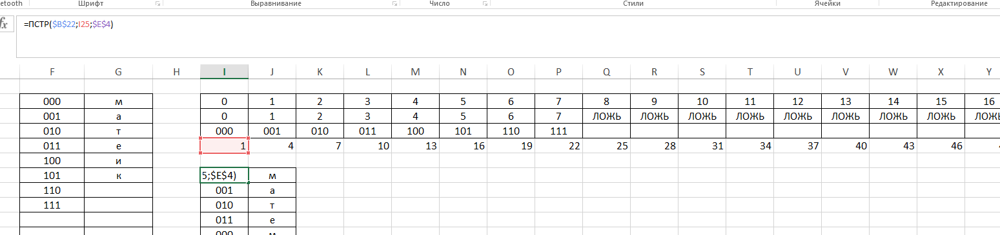 etooth Шрифт Выравнивание Число Стили Ячейки Редактирование
fx =ПСТР($B$22;I25;$E$4)
F G H I J K L M N O P Q R S T U V W X Y
000 м 0 1 2 3 4 5 6 7 8 9 10 11 12 13 14 15 16
001 а 0 1 2 3 4 5 6 7 ЛОЖЬ ЛОЖЬ ЛОЖЬ ЛОЖЬ ЛОЖЬ ЛОЖЬ ЛОЖЬ ЛОЖЬ ЛОЖЬ
010 т 000 001 010 011 100 101 110 111
011 е 1 4 7 10 13 16 19 22 25 28 31 34 37 40 43 46
100 и
101 к 5;$E$4) м
110 001 а
111 010 т
011 е
000 м